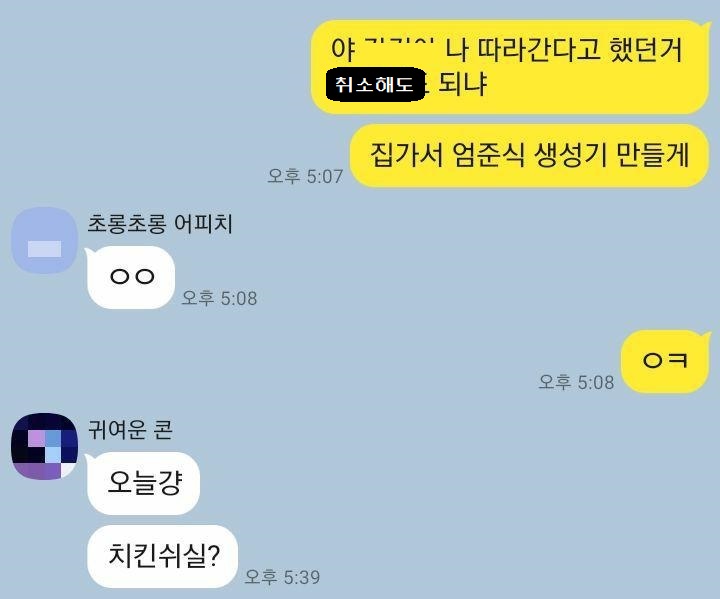 야 나 따라간다고 했던거
취소해도 되냐
집가서 엄준식 생성기 만들게
오후 5:07
초롱초롱 어피치
ㅇㅇ
오후 5:08
ㅇㅋ
오후 5:08
귀여운 콘
오늘걍
치킨쉬실?
오후 5:39